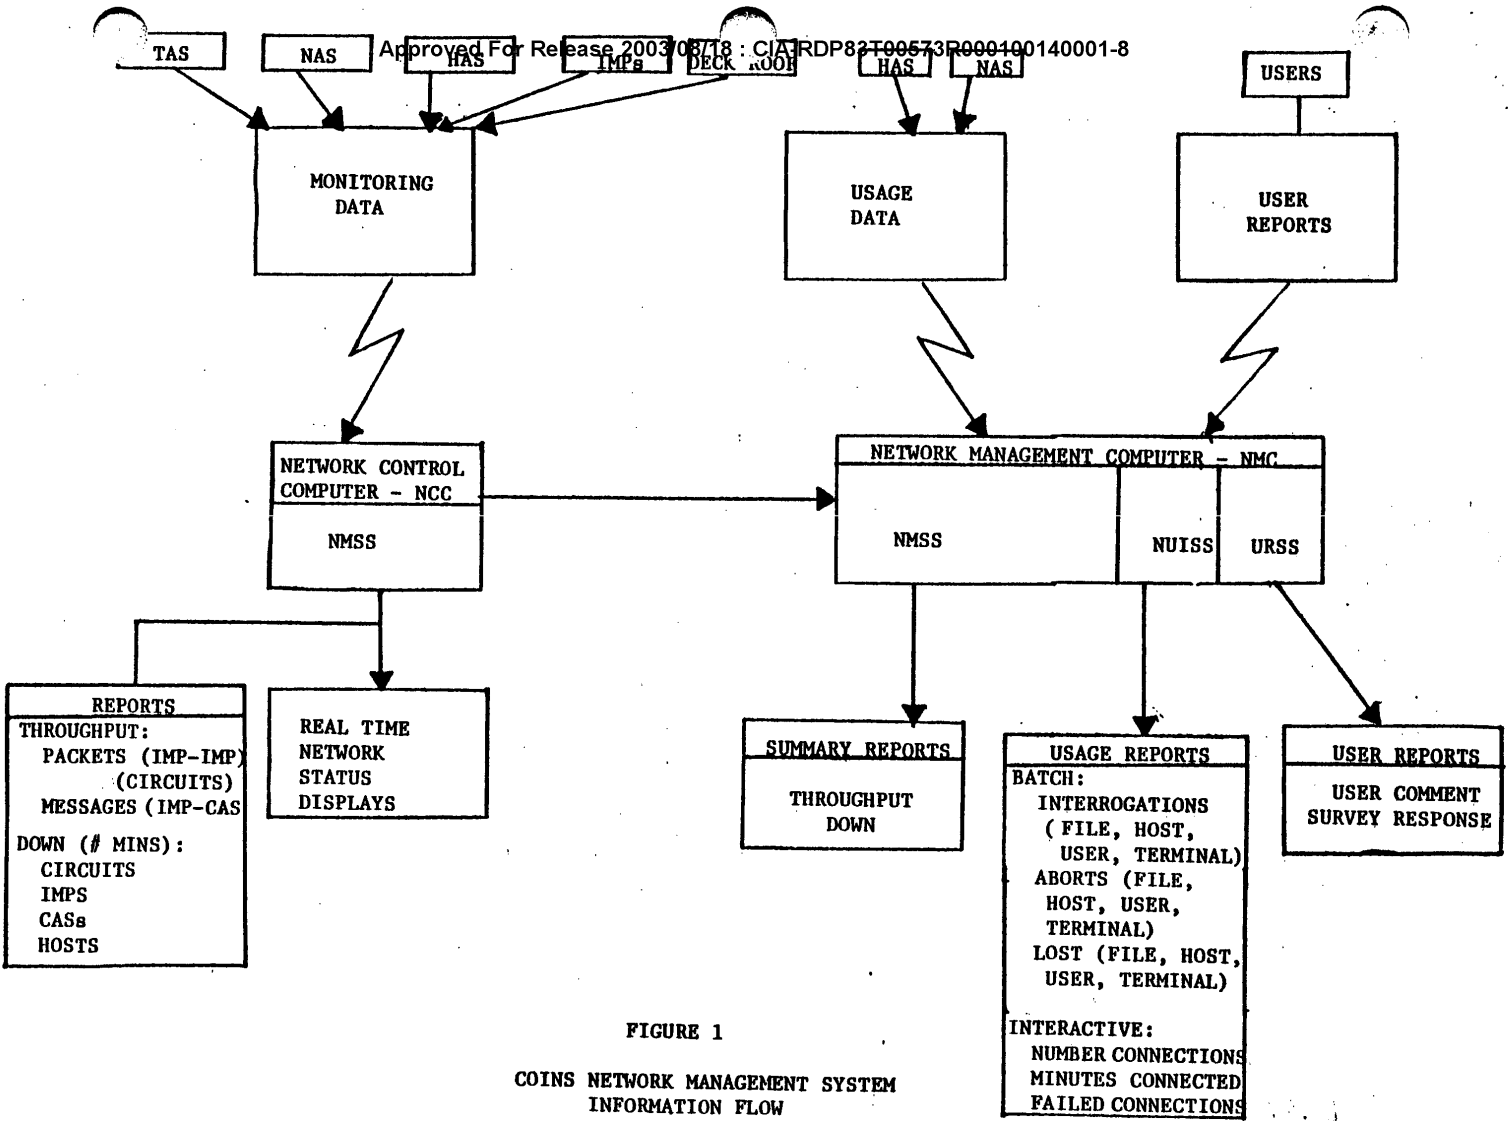 Approved For Release 2003/08/18 : CIA-RDP83T00573R000100140001-8
TAS
NAS
HAS
IMPs
DECK ROOF
HAS
NAS
USERS
MONITORING
DATA
USAGE
DATA
USER
REPORTS
NETWORK CONTROL
COMPUTER - NCC
NMSS
NETWORK MANAGEMENT COMPUTER - NMC
NMSS
NUISS
URSS
REPORTS
THROUGHPUT:
PACKETS (IMP-IMP)
(CIRCUITS)
MESSAGES (IMP-CAS
DOWN (# MINS):
CIRCUITS
IMPS
CASs
HOSTS
REAL TIME
NETWORK
STATUS
DISPLAYS
SUMMARY REPORTS
THROUGHPUT
DOWN
USAGE REPORTS
BATCH:
INTERROGATIONS
(FILE, HOST,
USER, TERMINAL)
ABORTS (FILE,
HOST, USER,
TERMINAL)
LOST (FILE, HOST,
USER, TERMINAL)
INTERACTIVE:
NUMBER CONNECTIONS
MINUTES CONNECTED
FAILED CONNECTIONS
USER REPORTS
USER COMMENT
SURVEY RESPONSE
FIGURE 1
COINS NETWORK MANAGEMENT SYSTEM
INFORMATION FLOW